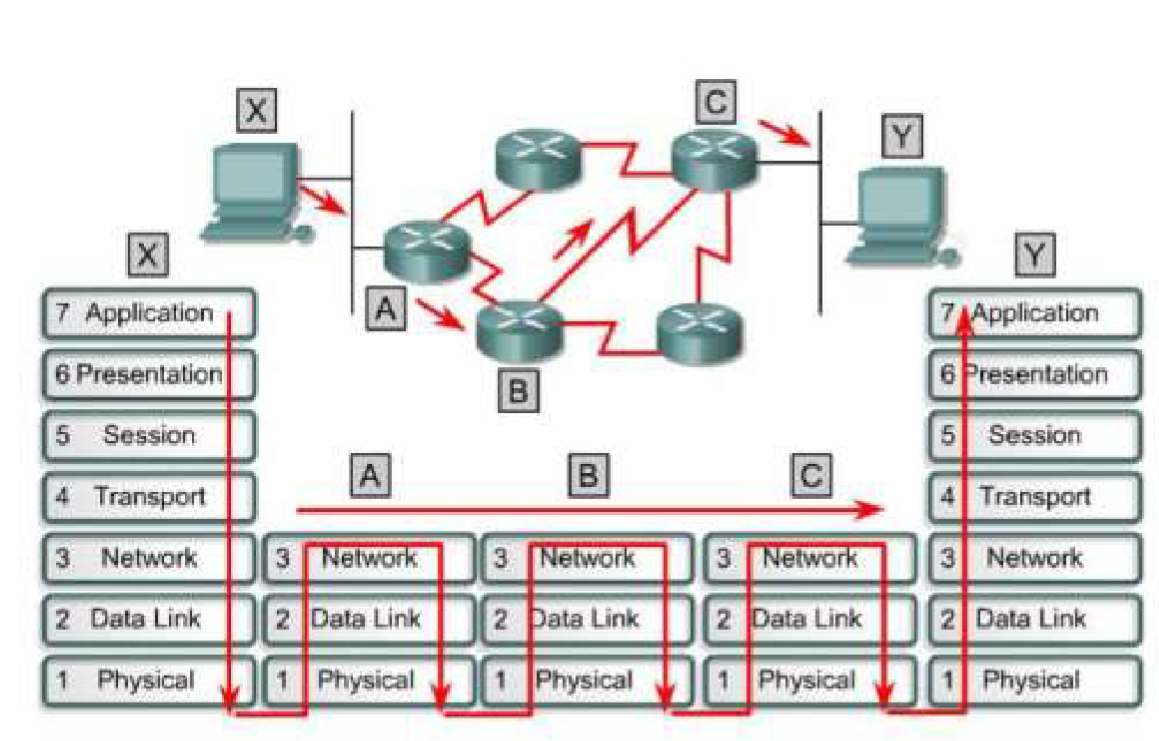 C
X
Y
X
Y
A
7 Application
7 Application
B
6 Presentation
6 Presentation
5 Session
5 Session
A
B
C
4 Transport
4 Transport
3 Network
3 Network
3 Network
3 Network
3 Network
2 Data Link
2 Data Link
2 Data Link
2 Data Link
2 Data Link
1 Physical
1 Physical
1 Physical
1 Physical
1 Physical